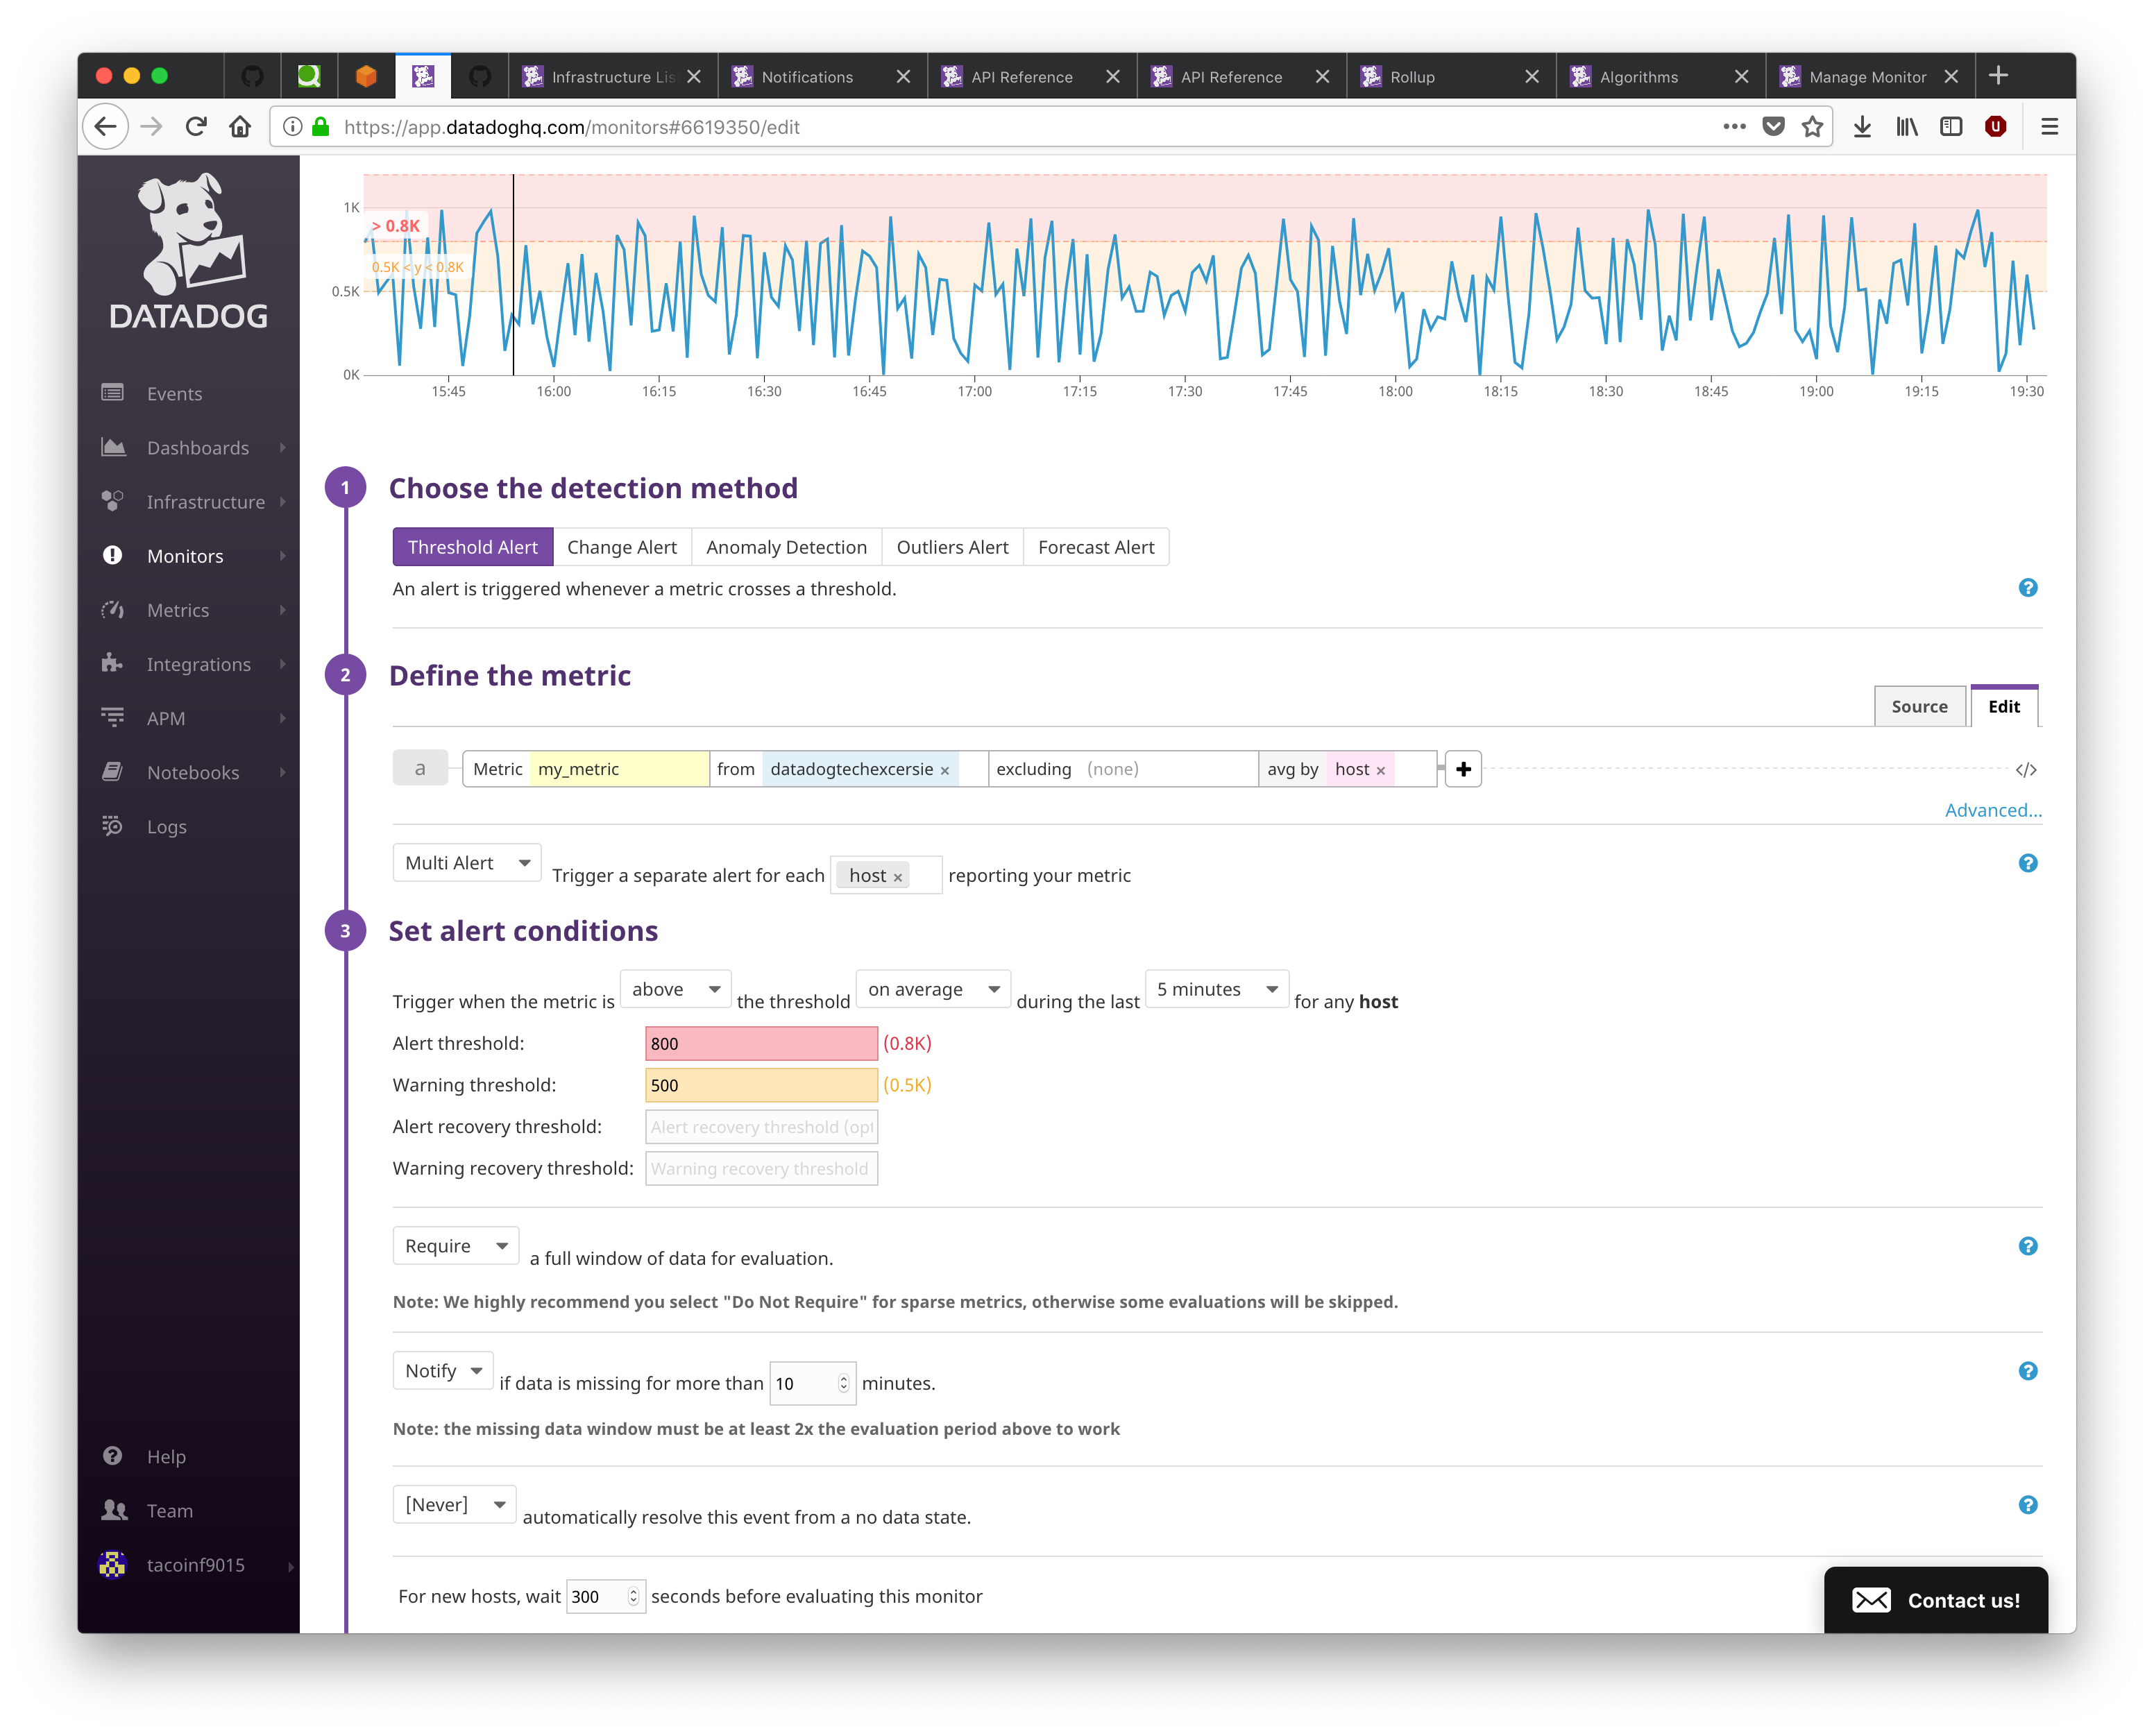 Infrastructure Lis
Notifications
API Reference
API Reference
Rollup
Algorithms
Manage Monitor
https://app.datadoghq.com/monitors#6619350/edit
DATADOG
Events
Dashboards
Infrastructure
Monitors
Metrics
Integrations
APM
Notebooks
Logs
Help
Team
tacoinf9015
1K
> 0.8K
0.5K < y < 0.8K
0.5K
0K
15:45 16:00 16:15 16:30 16:45 17:00 17:15 17:30 17:45 18:00 18:15 18:30 18:45 19:00 19:15 19:30
1 Choose the detection method
Threshold Alert Change Alert Anomaly Detection Outliers Alert Forecast Alert
An alert is triggered whenever a metric crosses a threshold.
2 Define the metric
Source Edit
a Metric my_metric from datadogtechexcersie × excluding (none) avg by host × </>
Advanced...
Multi Alert Trigger a separate alert for each host × reporting your metric
3 Set alert conditions
Trigger when the metric is above the threshold on average during the last 5 minutes for any host
Alert threshold: 800 (0.8K)
Warning threshold: 500 (0.5K)
Alert recovery threshold: Alert recovery threshold (opt
Warning recovery threshold: Warning recovery threshold
Require a full window of data for evaluation.
Note: We highly recommend you select "Do Not Require" for sparse metrics, otherwise some evaluations will be skipped.
Notify if data is missing for more than 10 minutes.
Note: the missing data window must be at least 2x the evaluation period above to work
[Never] automatically resolve this event from a no data state.
For new hosts, wait 300 seconds before evaluating this monitor
Contact us!